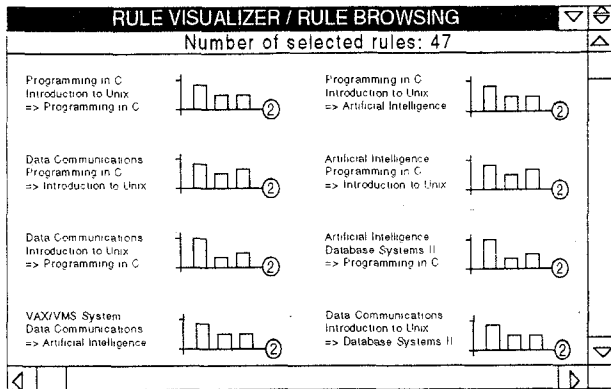 RULE VISUALIZER / RULE BROWSING
Number of selected rules: 47
Programming in C
Introduction to Unix
=> Programming in C
2
Programming in C
Introduction to Unix
=> Artificial Intelligence
2
Data Communications
Programming in C
=> Introduction to Unix
2
Artificial Intelligence
Programming in C
=> Introduction to Unix
2
Data Communications
Introduction to Unix
=> Programming in C
2
Artificial Intelligence
Database Systems II
=> Programming in C
2
VAX/VMS System
Data Communications
=> Artificial Intelligence
2
Data Communications
Introduction to Unix
=> Database Systems II
2